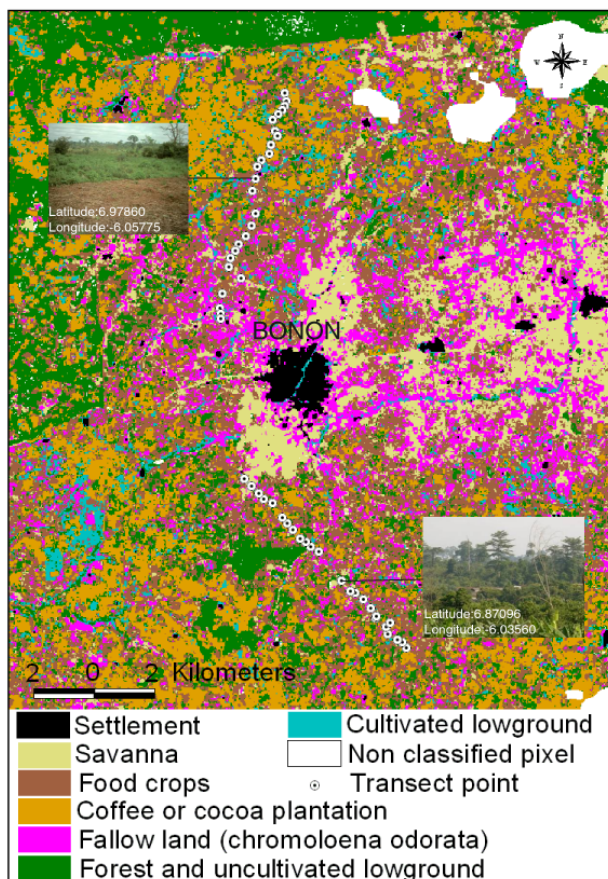 N
W E
S
Latitude:6.97860
Longitude:-6.05775
BONON
Latitude:6.87096
Longitude:-6.03560
2 0 2 Kilometers
Settlement
Savanna
Food crops
Coffee or cocoa plantation
Fallow land (chromoloena odorata)
Forest and uncultivated lowground
Cultivated lowground
Non classified pixel
Transect point